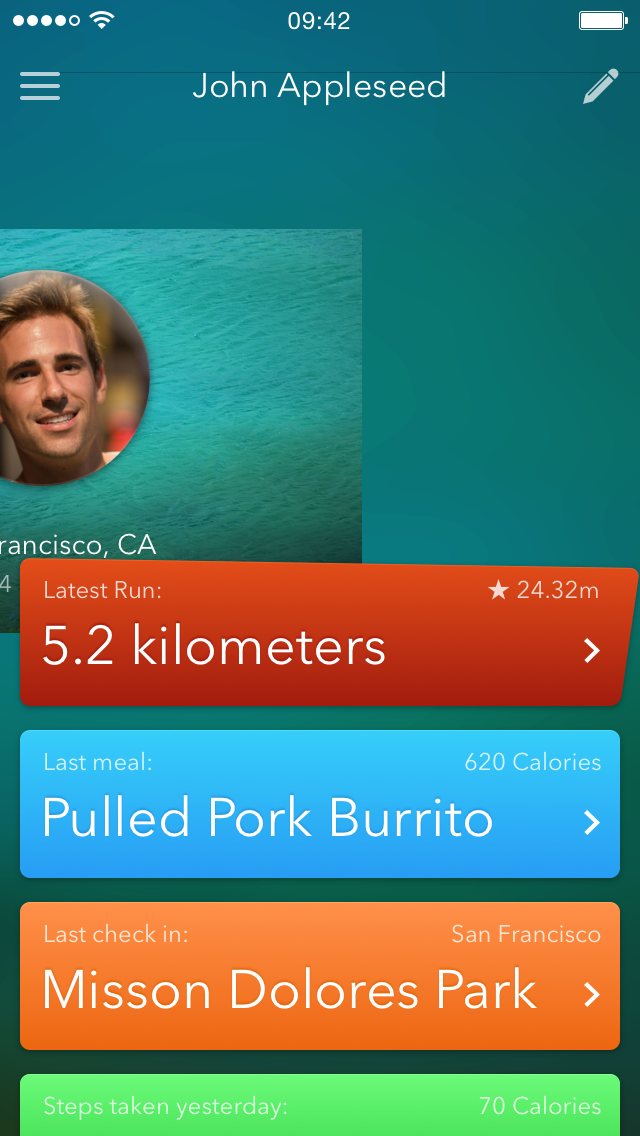 09:42
John Appleseed
rancisco, CA
4
Latest Run:
★ 24.32m
5.2 kilometers
Last meal:
620 Calories
Pulled Pork Burrito
Last check in:
San Francisco
Misson Dolores Park
Steps taken yesterday:
70 Calories